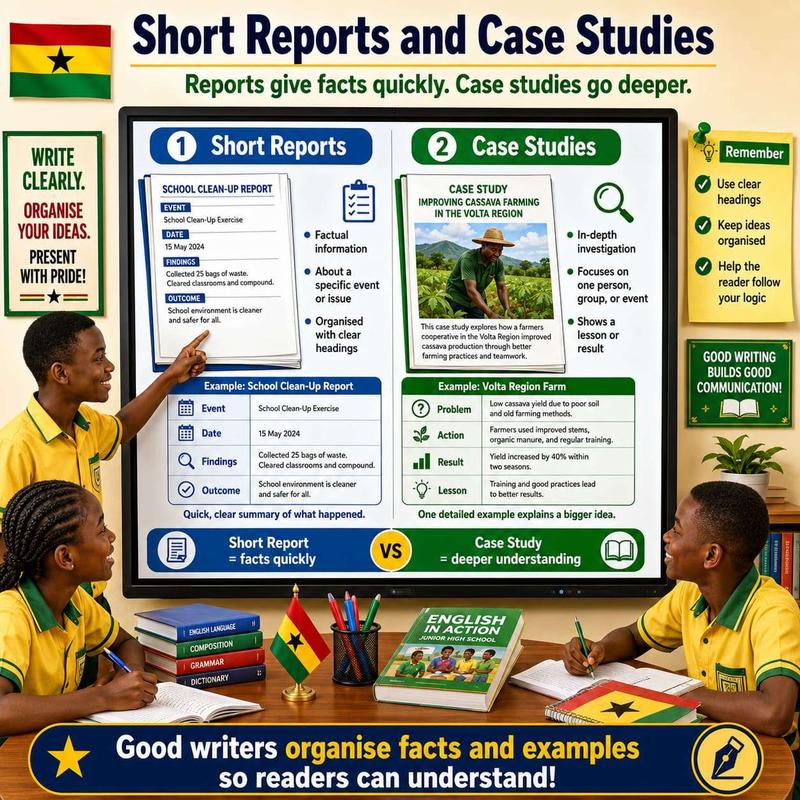 Short Reports and Case Studies
Reports give facts quickly. Case studies go deeper.
WRITE
CLEARLY.
ORGANISE
YOUR IDEAS.
PRESENT
WITH PRIDE!
1 Short Reports
SCHOOL CLEAN-UP REPORT
EVENT
School Clean-Up Exercise
DATE
15 May 2024
FINDINGS
Collected 25 bags of waste.
Cleared classrooms and compound.
OUTCOME
School environment is cleaner
and safer for all.
• Factual
information
• About a
specific event
or issue
• Organised
with clear
headings
Example: School Clean-Up Report
Event School Clean-Up Exercise
Date 15 May 2024
Findings Collected 25 bags of waste.
Cleared classrooms and compound.
Outcome School environment is cleaner
and safer for all.
Quick, clear summary of what happened.
2 Case Studies
CASE STUDY
IMPROVING CASSAVA FARMING
IN THE VOLTA REGION
This case study explores how a farmers
cooperative in the Volta Region improved
cassava production through better
farming practices and teamwork.
• In-depth
investigation
• Focuses on
one person,
group, or event
• Shows a
lesson or
result
Example: Volta Region Farm
Problem Low cassava yield due to poor soil
and old farming methods.
Action Farmers used improved stems,
organic manure, and regular training.
Result Yield increased by 40% within
two seasons.
Lesson Training and good practices lead
to better results.
One detailed example explains a bigger idea.
Short Report
= facts quickly
VS
Case Study
= deeper understanding
Remember
Use clear
headings
Keep ideas
organised
Help the
reader follow
your logic
GOOD WRITING
BUILDS GOOD
COMMUNICATION!
ENGLISH LANGUAGE
COMPOSITION
GRAMMAR
DICTIONARY
ENGLISH
IN ACTION
JUNIOR HIGH SCHOOL
Good writers organise facts and examples
so readers can understand!